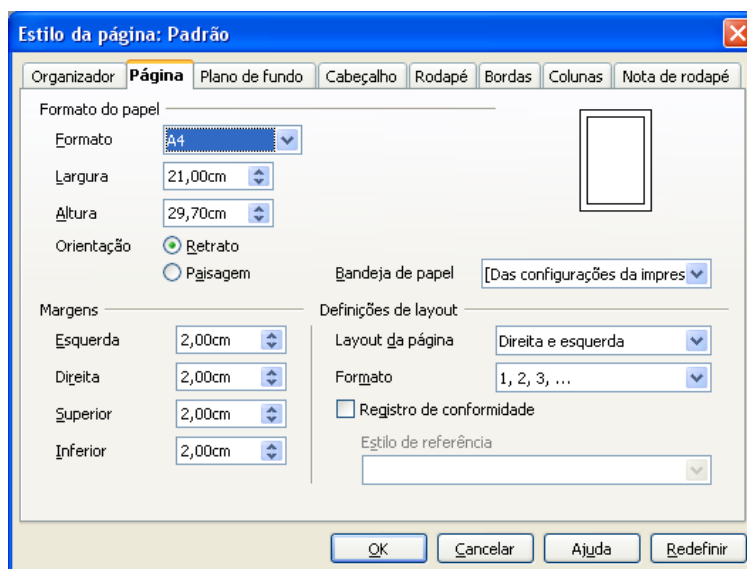 Estilo da página: Padrão
Organizador Página Plano de fundo Cabeçalho Rodapé Bordas Colunas Nota de rodapé
Formato do papel
Formato A4
Largura 21,00cm
Altura 29,70cm
Orientação Retrato
Paisagem
Bandeja de papel [Das configurações da impres
Margens
Esquerda 2,00cm
Direita 2,00cm
Superior 2,00cm
Inferior 2,00cm
Definições de layout
Layout da página Direita e esquerda
Formato 1, 2, 3, ...
Registro de conformidade
Estilo de referência
OK Cancelar Ajuda Redefinir